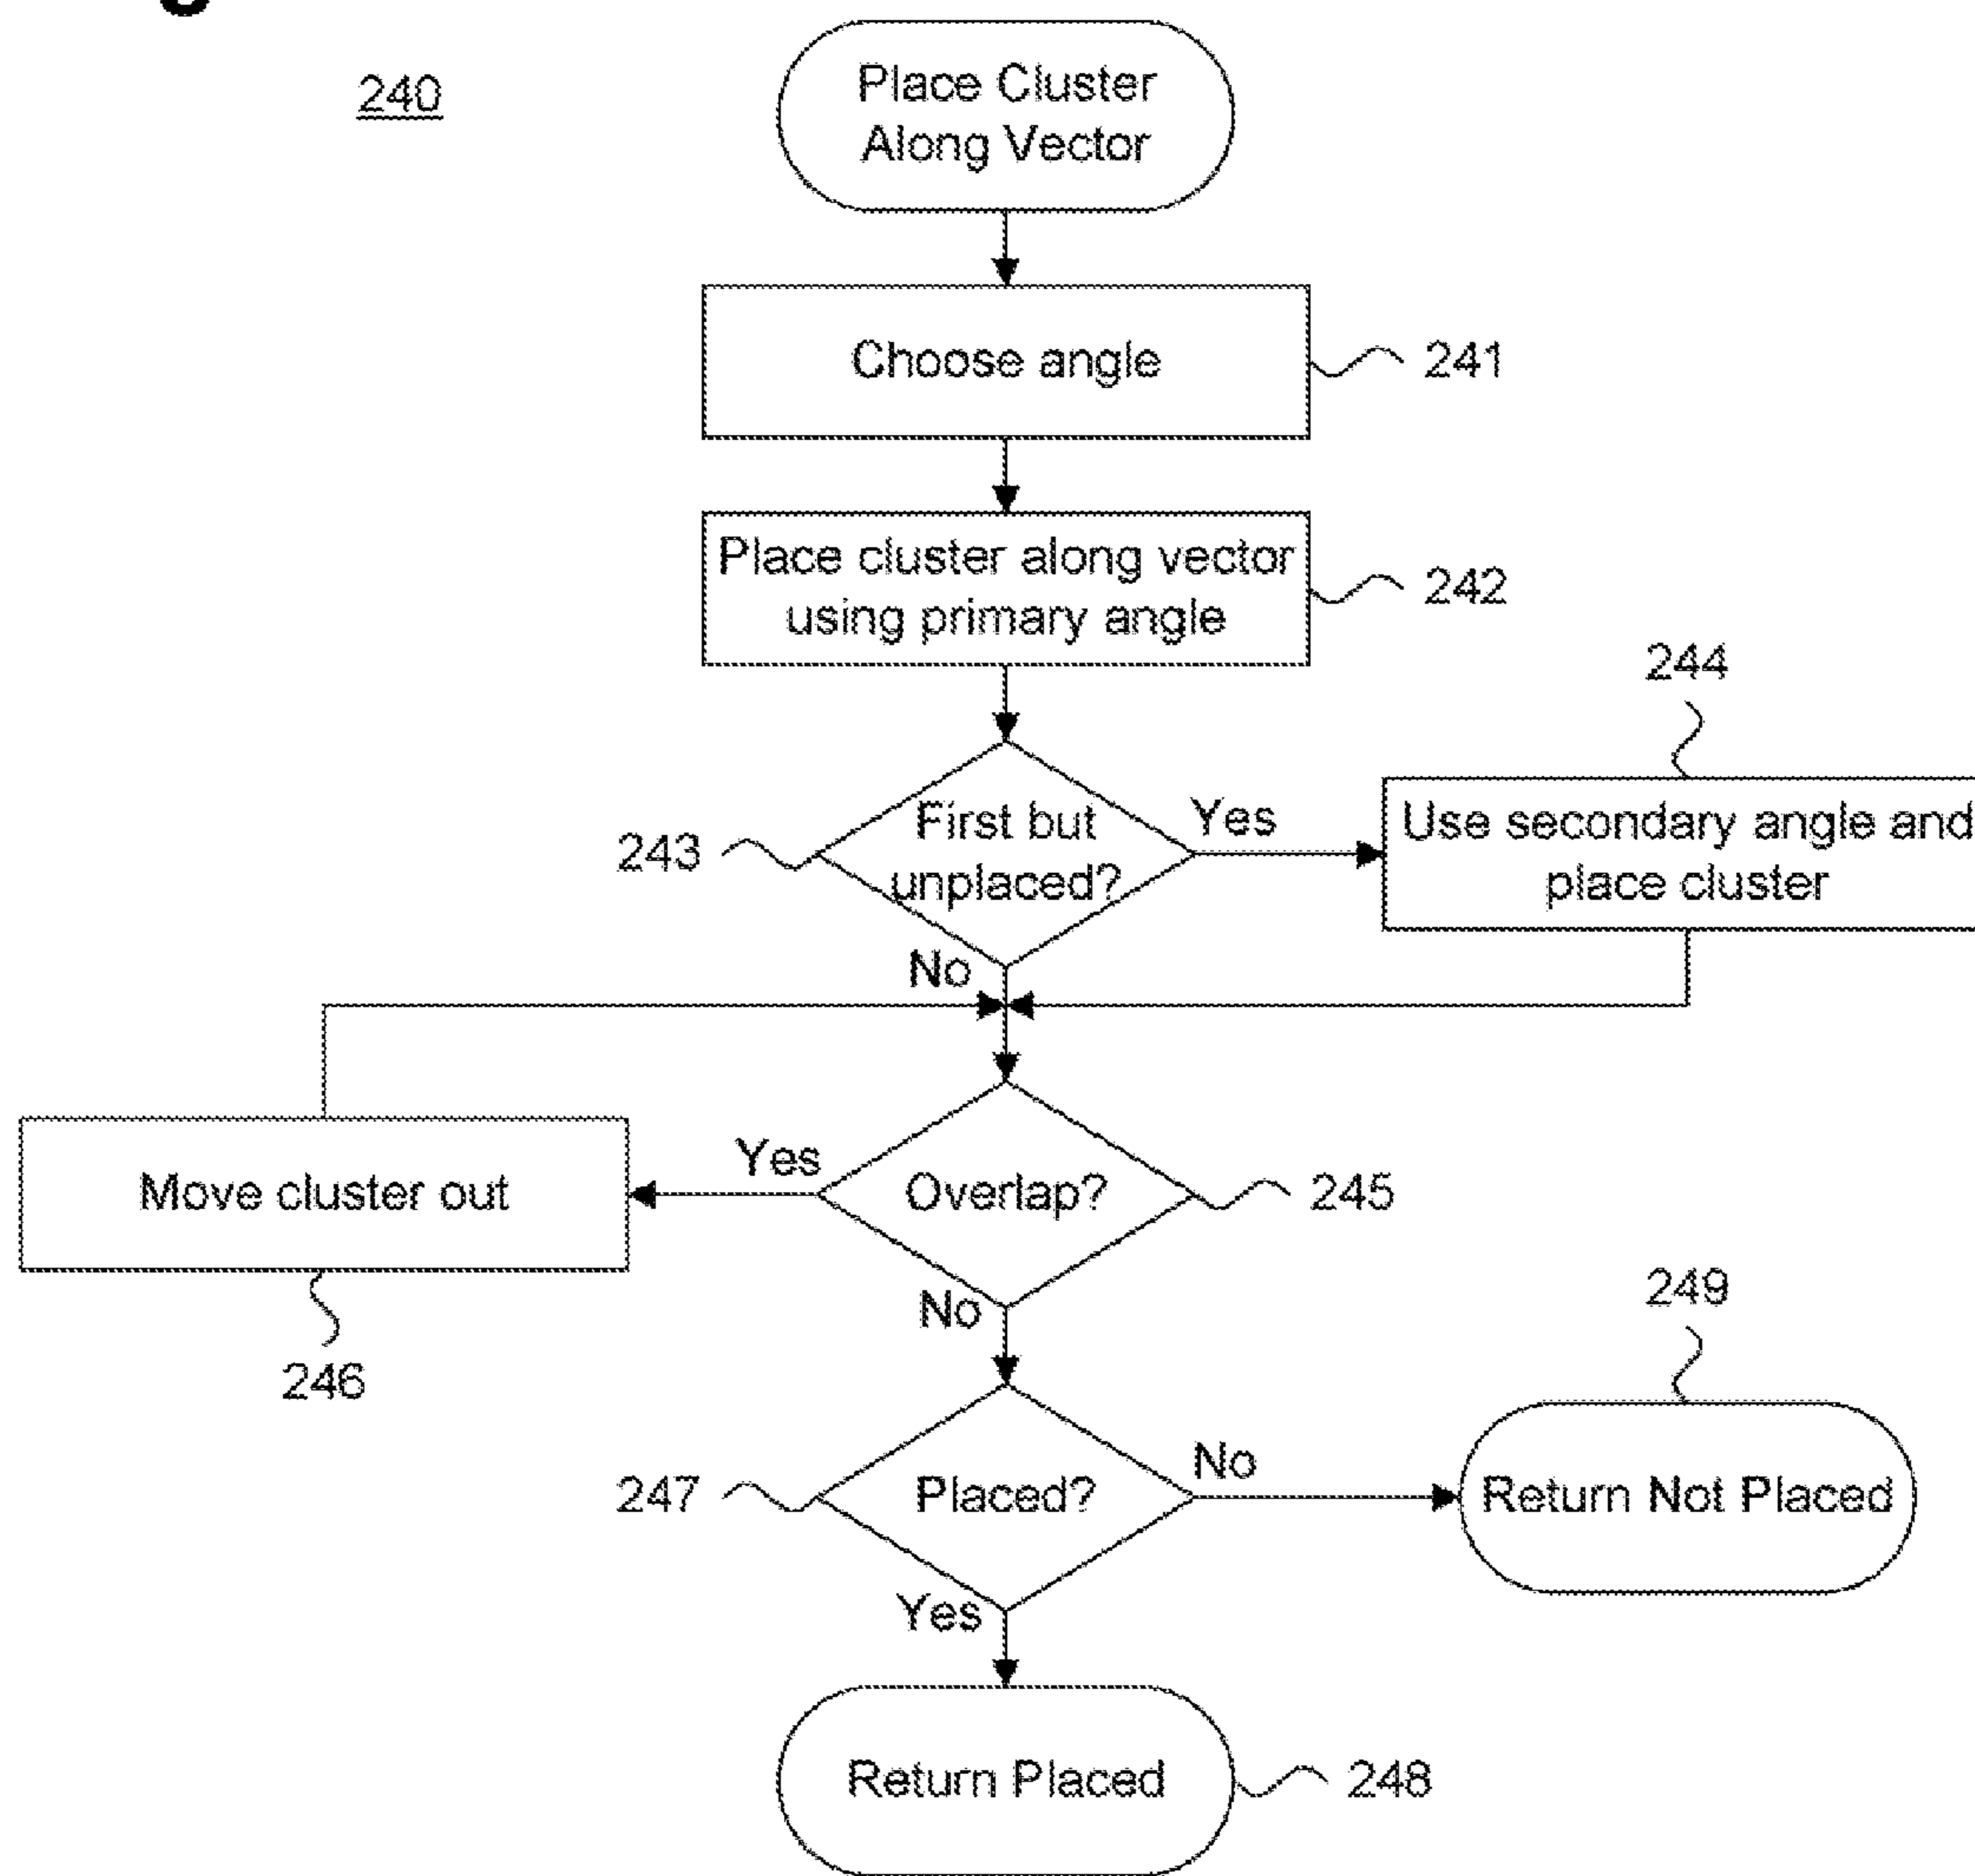 240
Place Cluster
Along Vector
Choose angle
241
Place cluster along vector
using primary angle
242
244
First but
unplaced?
243
Yes
Use secondary angle and
place cluster
No
Yes
Move cluster out
Overlap?
245
246
No
249
247
Placed?
No
Return Not Placed
Yes
Return Placed
248